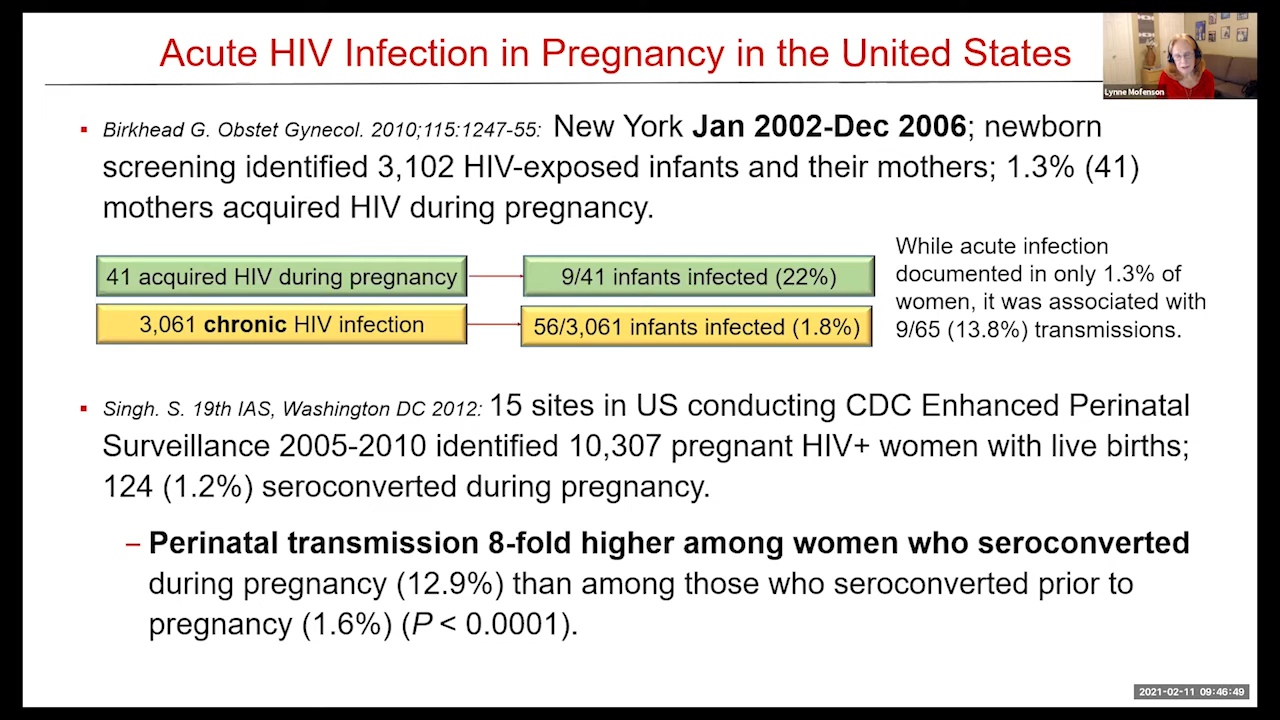 Acute HIV Infection in Pregnancy in the United States
Lynne Mofenson
▪ Birkhead G. Obstet Gynecol. 2010;115:1247-55: New York Jan 2002-Dec 2006; newborn
screening identified 3,102 HIV-exposed infants and their mothers; 1.3% (41)
mothers acquired HIV during pregnancy.
41 acquired HIV during pregnancy
9/41 infants infected (22%)
3,061 chronic HIV infection
56/3,061 infants infected (1.8%)
While acute infection
documented in only 1.3% of
women, it was associated with
9/65 (13.8%) transmissions.
▪ Singh. S. 19th IAS, Washington DC 2012: 15 sites in US conducting CDC Enhanced Perinatal
Surveillance 2005-2010 identified 10,307 pregnant HIV+ women with live births;
124 (1.2%) seroconverted during pregnancy.
– Perinatal transmission 8-fold higher among women who seroconverted
during pregnancy (12.9%) than among those who seroconverted prior to
pregnancy (1.6%) (P < 0.0001).
2021-02-11 09:46:49